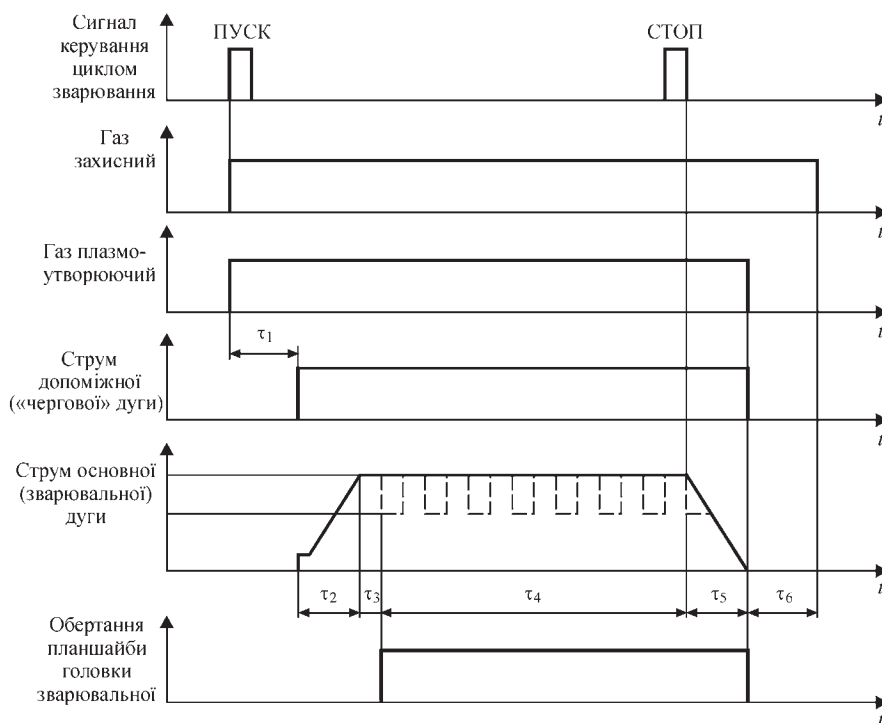 Сигнал
керування
циклом
зварювання
ПУСК
СТОП
t
Газ
захисний
t
Газ плазмо-
утворюючий
t
τ1
Струм
допоміжної
(«чергової» дуги)
t
Струм основної
(зварювальної)
дуги
t
τ2
τ3
τ4
τ5
τ6
Обертання
планшайби
головки
зварювальної
t